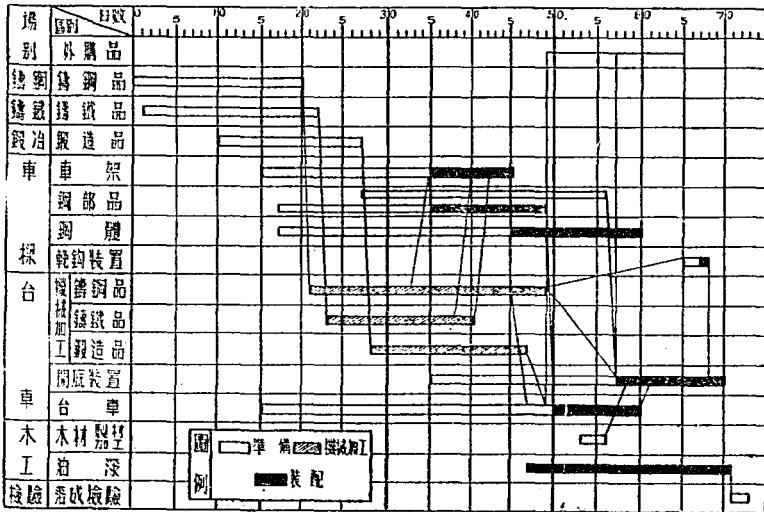 場 區別 日數 0 5 10 5 20 5 30 5 40 5 50 5 60 5 70
別 外購品
鑄鋼 鑄鋼品
鑄鐵 鑄鐵品
鍛冶 鍛造品
車 車架
鋼部品
鋼體
探 軔鈎裝置
台 機械加工 鑄鋼品
鑄鐵品
鍛造品
開底裝置
車 台車
木 木材製整
工 油漆
檢驗 落成檢驗
圖例 準備 機械加工
裝配